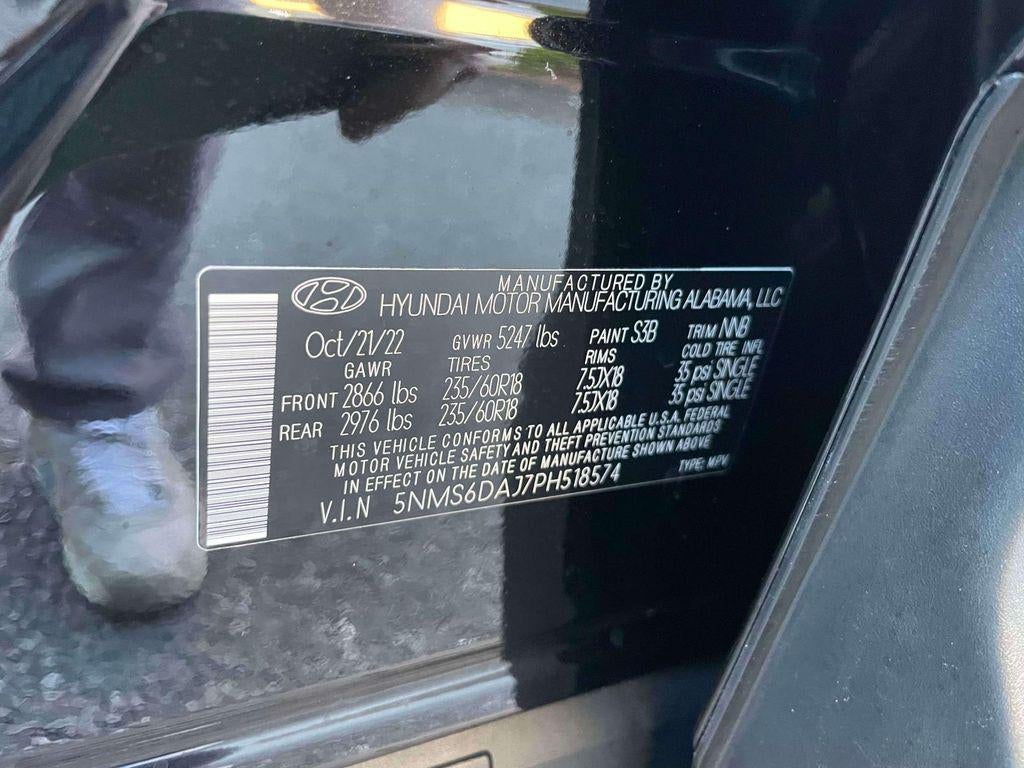 MANUFACTURED BY
HYUNDAI MOTOR MANUFACTURING ALABAMA, LLC
Oct/21/22 GVWR 5247 lbs PAINT S3B TRIM NNB
GAWR TIRES RIMS COLD TIRE INFL
FRONT 2866 lbs 235/60R18 7.5JX18 35 psi SINGLE
REAR 2976 lbs 235/60R18 7.5JX18 35 psi SINGLE
THIS VEHICLE CONFORMS TO ALL APPLICABLE U.S.A. FEDERAL
MOTOR VEHICLE SAFETY AND THEFT PREVENTION STANDARDS
IN EFFECT ON THE DATE OF MANUFACTURE SHOWN ABOVE
V.I.N 5NMS6DAJ7PH518574 TYPE: MPV